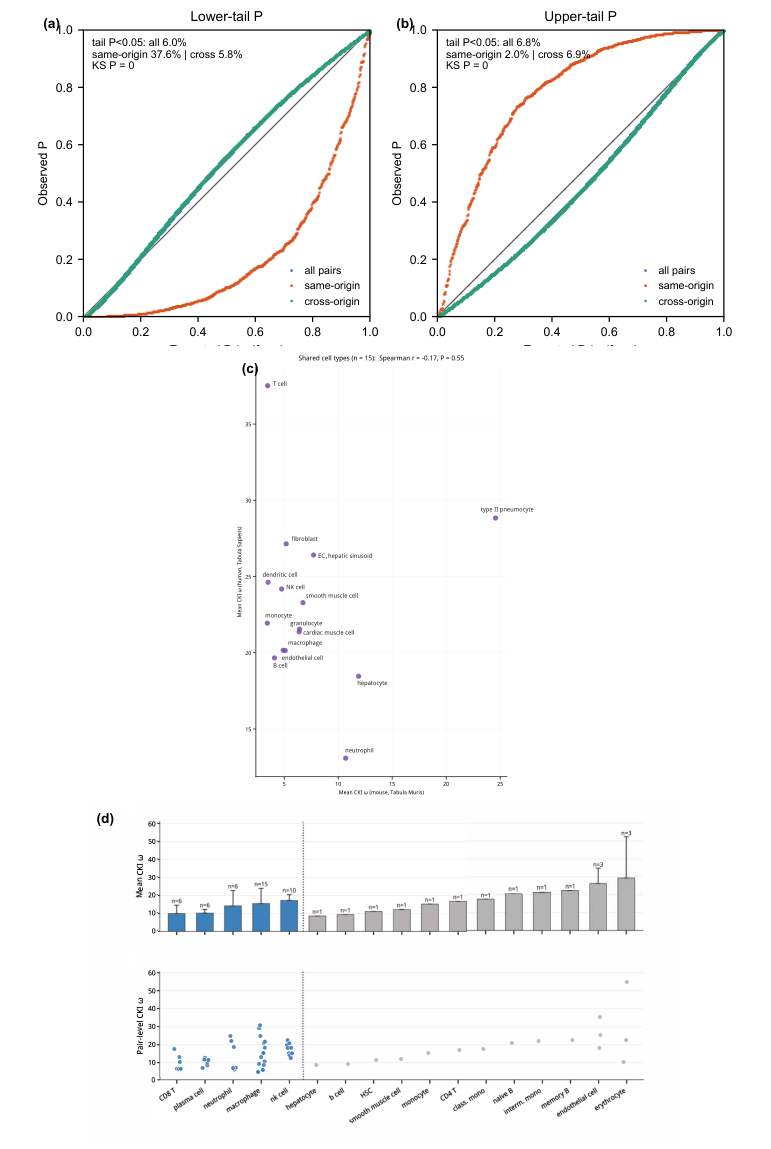 (a)
Lower-tail P
tail P<0.05: all 6.0%
same-origin 37.6% | cross 5.8%
KS P = 0
Observed P
1.0
0.8
0.6
0.4
0.2
0.0
all pairs
same-origin
cross-origin
0.0 0.2 0.4 0.6 0.8 1.0
(b)
Upper-tail P
tail P<0.05: all 6.8%
same-origin 2.0% | cross 6.9%
KS P = 0
Observed P
1.0
0.8
0.6
0.4
0.2
0.0
all pairs
same-origin
cross-origin
0.0 0.2 0.4 0.6 0.8 1.0
(c)
Shared cell types (n = 15): Spearman r = -0.17, P = 0.55
Mean CKI ω (human, Tabula Sapiens)
35
30
25
20
15
T cell
type II pneumocyte
fibroblast
EC, hepatic sinusoid
dendritic cell
NK cell
smooth muscle cell
monocyte
granulocyte
cardiac muscle cell
macrophage
endothelial cell
B cell
hepatocyte
neutrophil
5 10 15 20 25
Mean CKI ω (mouse, Tabula Muris)
(d)
Mean CKI ω
60
50
40
30
20
10
0
n=6 n=6 n=6 n=15 n=10 n=1 n=1 n=1 n=1 n=1 n=1 n=1 n=1 n=1 n=1 n=3 n=3
Pair-level CKI ω
60
50
40
30
20
10
0
CD8 T
plasma cell
neutrophil
macrophage
nk cell
hepatocyte
b cell
HSC
smooth muscle cell
monocyte
CD4 T
class. mono
naive B
interm. mono
memory B
endothelial cell
erythrocyte